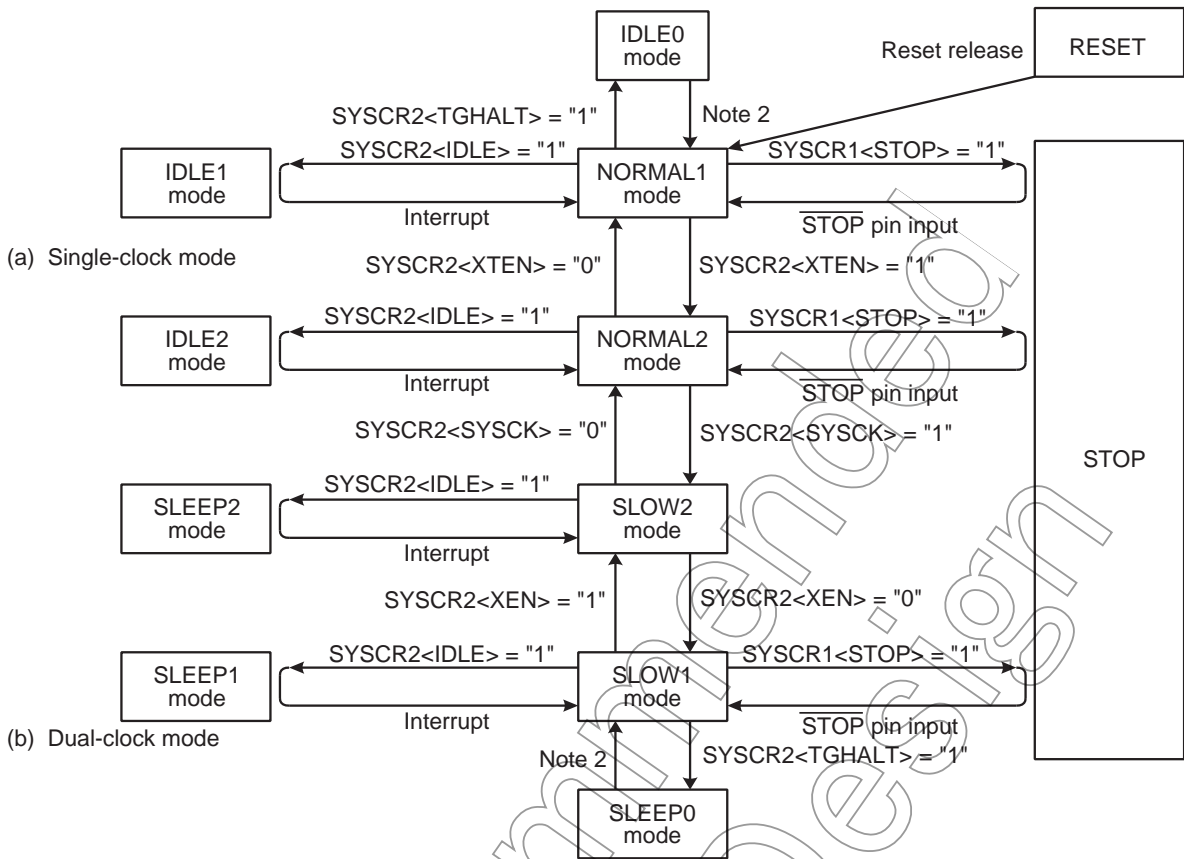 IDLE0
mode
Reset release
RESET
SYSCR2<TGHALT> = "1"
Note 2
SYSCR2<IDLE> = "1"
SYSCR1<STOP> = "1"
IDLE1
mode
NORMAL1
mode
Interrupt
STOP pin input
(a) Single-clock mode
SYSCR2<XTEN> = "0"
SYSCR2<XTEN> = "1"
SYSCR2<IDLE> = "1"
SYSCR1<STOP> = "1"
IDLE2
mode
NORMAL2
mode
Interrupt
STOP pin input
SYSCR2<SYSCK> = "0"
SYSCR2<SYSCK> = "1"
STOP
SYSCR2<IDLE> = "1"
SLEEP2
mode
SLOW2
mode
Interrupt
SYSCR2<XEN> = "1"
SYSCR2<XEN> = "0"
SYSCR2<IDLE> = "1"
SYSCR1<STOP> = "1"
SLEEP1
mode
SLOW1
mode
Interrupt
STOP pin input
(b) Dual-clock mode
Note 2
SYSCR2<TGHALT> = "1"
SLEEP0
mode
mmended
Design